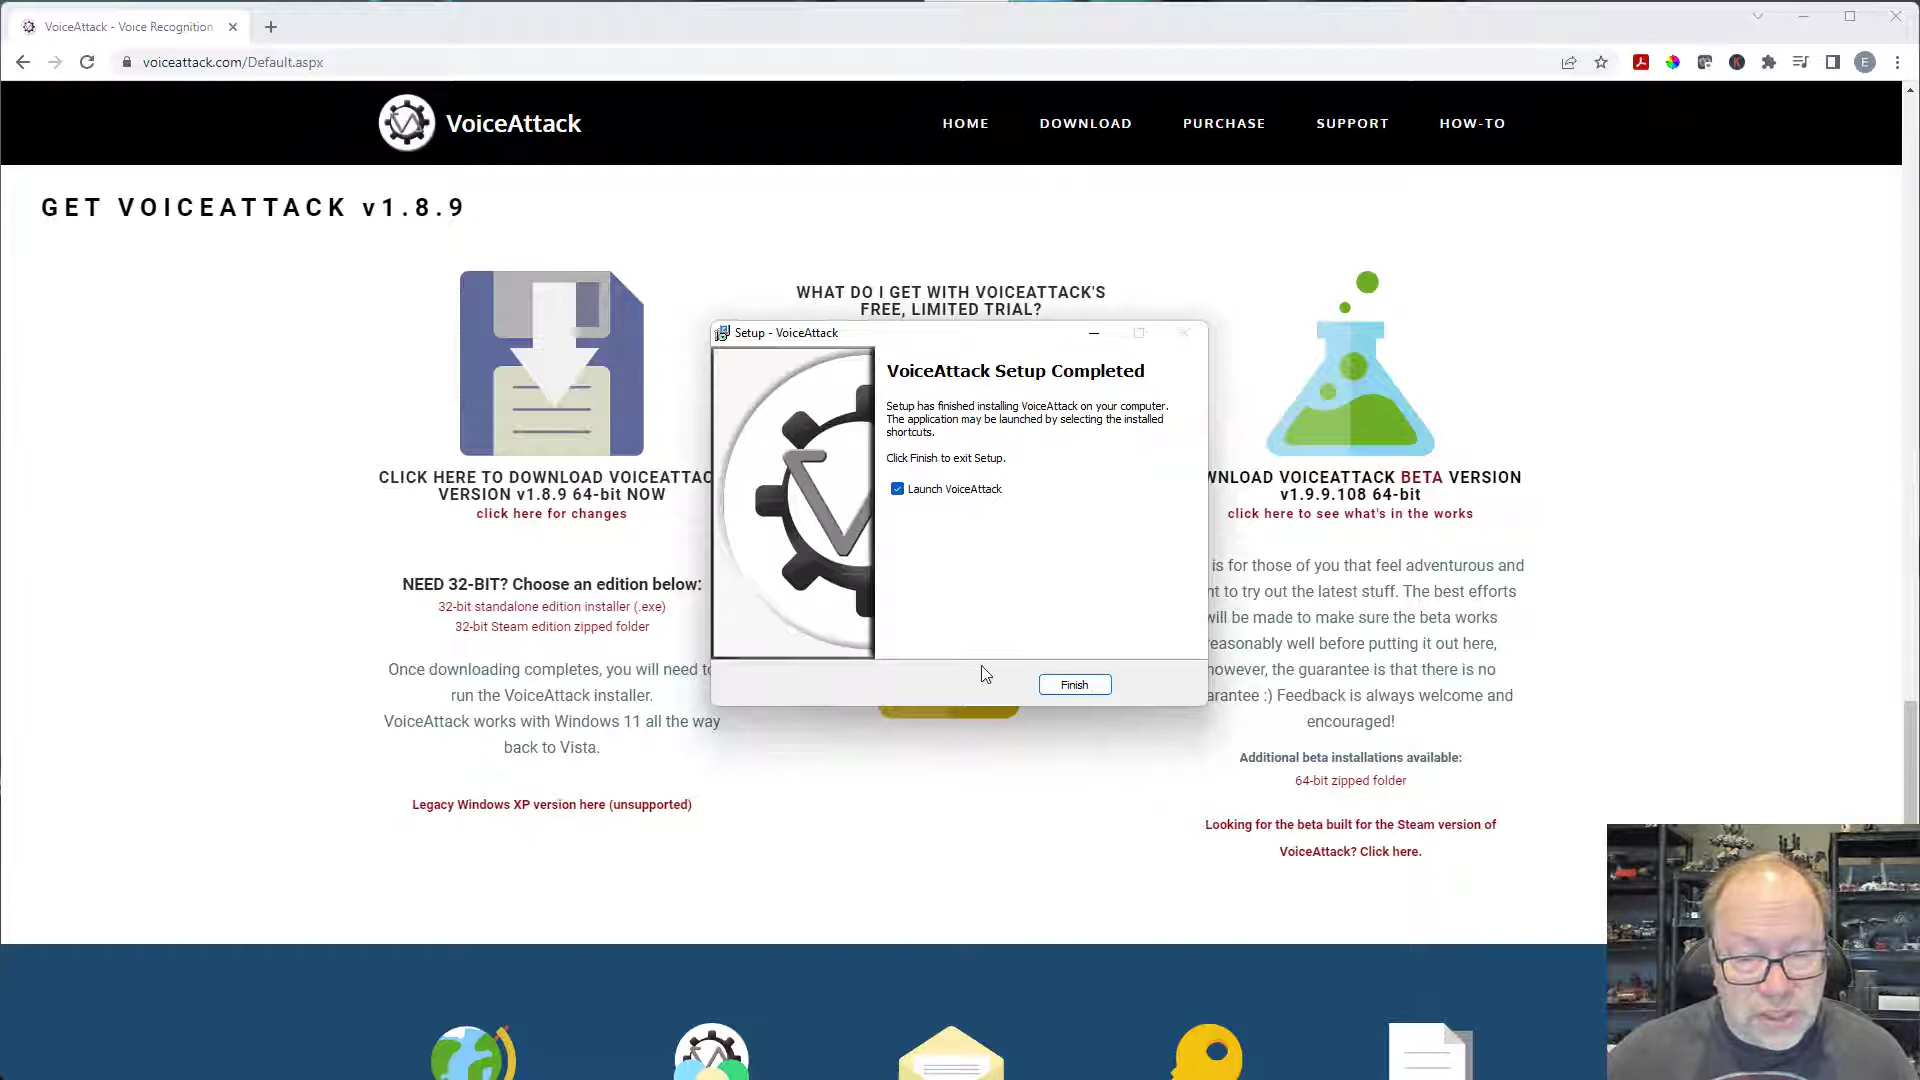 VoiceAttack - Voice Recognition
voiceattack.com/Default.aspx
E
VoiceAttack
HOME
DOWNLOAD
PURCHASE
SUPPORT
HOW-TO
GET VOICEATTACK v1.8.9
CLICK HERE TO DOWNLOAD VOICEATTAC
VERSION v1.8.9 64-bit NOW
click here for changes
NEED 32-BIT? Choose an edition below:
32-bit standalone edition installer (.exe)
32-bit Steam edition zipped folder
Once downloading completes, you will need to
run the VoiceAttack installer.
VoiceAttack works with Windows 11 all the way
back to Vista.
Legacy Windows XP version here (unsupported)
WHAT DO I GET WITH VOICEATTACK'S
FREE, LIMITED TRIAL?
Setup - VoiceAttack
VoiceAttack Setup Completed
Setup has finished installing VoiceAttack on your computer.
The application may be launched by selecting the installed
shortcuts.
Click Finish to exit Setup.
Launch VoiceAttack
Finish
WNLOAD VOICEATTACK BETA VERSION
v1.9.9.108 64-bit
click here to see what's in the works
is for those of you that feel adventurous and
nt to try out the latest stuff. The best efforts
will be made to make sure the beta works
reasonably well before putting it out here,
however, the guarantee is that there is no
arantee :) Feedback is always welcome and
encouraged!
Additional beta installations available:
64-bit zipped folder
Looking for the beta built for the Steam version of
VoiceAttack? Click here.